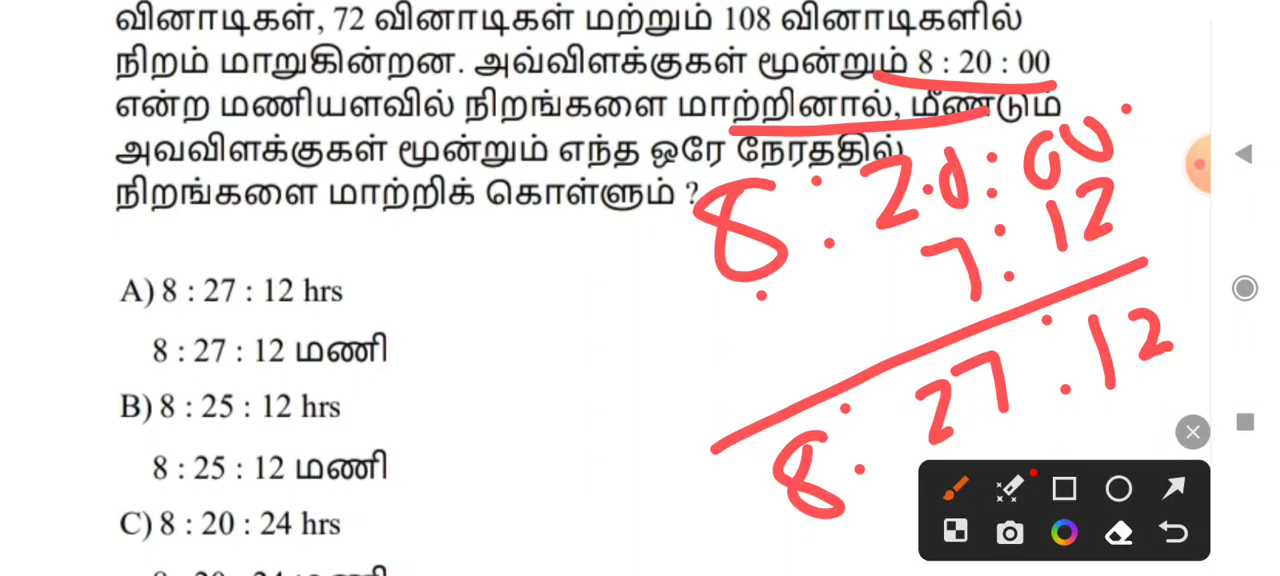 வினாடிகள், 72 வினாடிகள் மற்றும் 108 வினாடிகளில்
நிறம் மாறுகின்றன. அவ்விளக்குகள் மூன்றும் 8 : 20 : 00
என்ற மணியளவில் நிறங்களை மாற்றினால், மீண்டும்
அவ்விளக்குகள் மூன்றும் எந்த ஒரே நேரத்தில்
நிறங்களை மாற்றிக் கொள்ளும் ?
8 : 20 : 00
7 : 12
8 : 27 : 12
A) 8 : 27 : 12 hrs
8 : 27 : 12 மணி
B) 8 : 25 : 12 hrs
8 : 25 : 12 மணி
C) 8 : 20 : 24 hrs